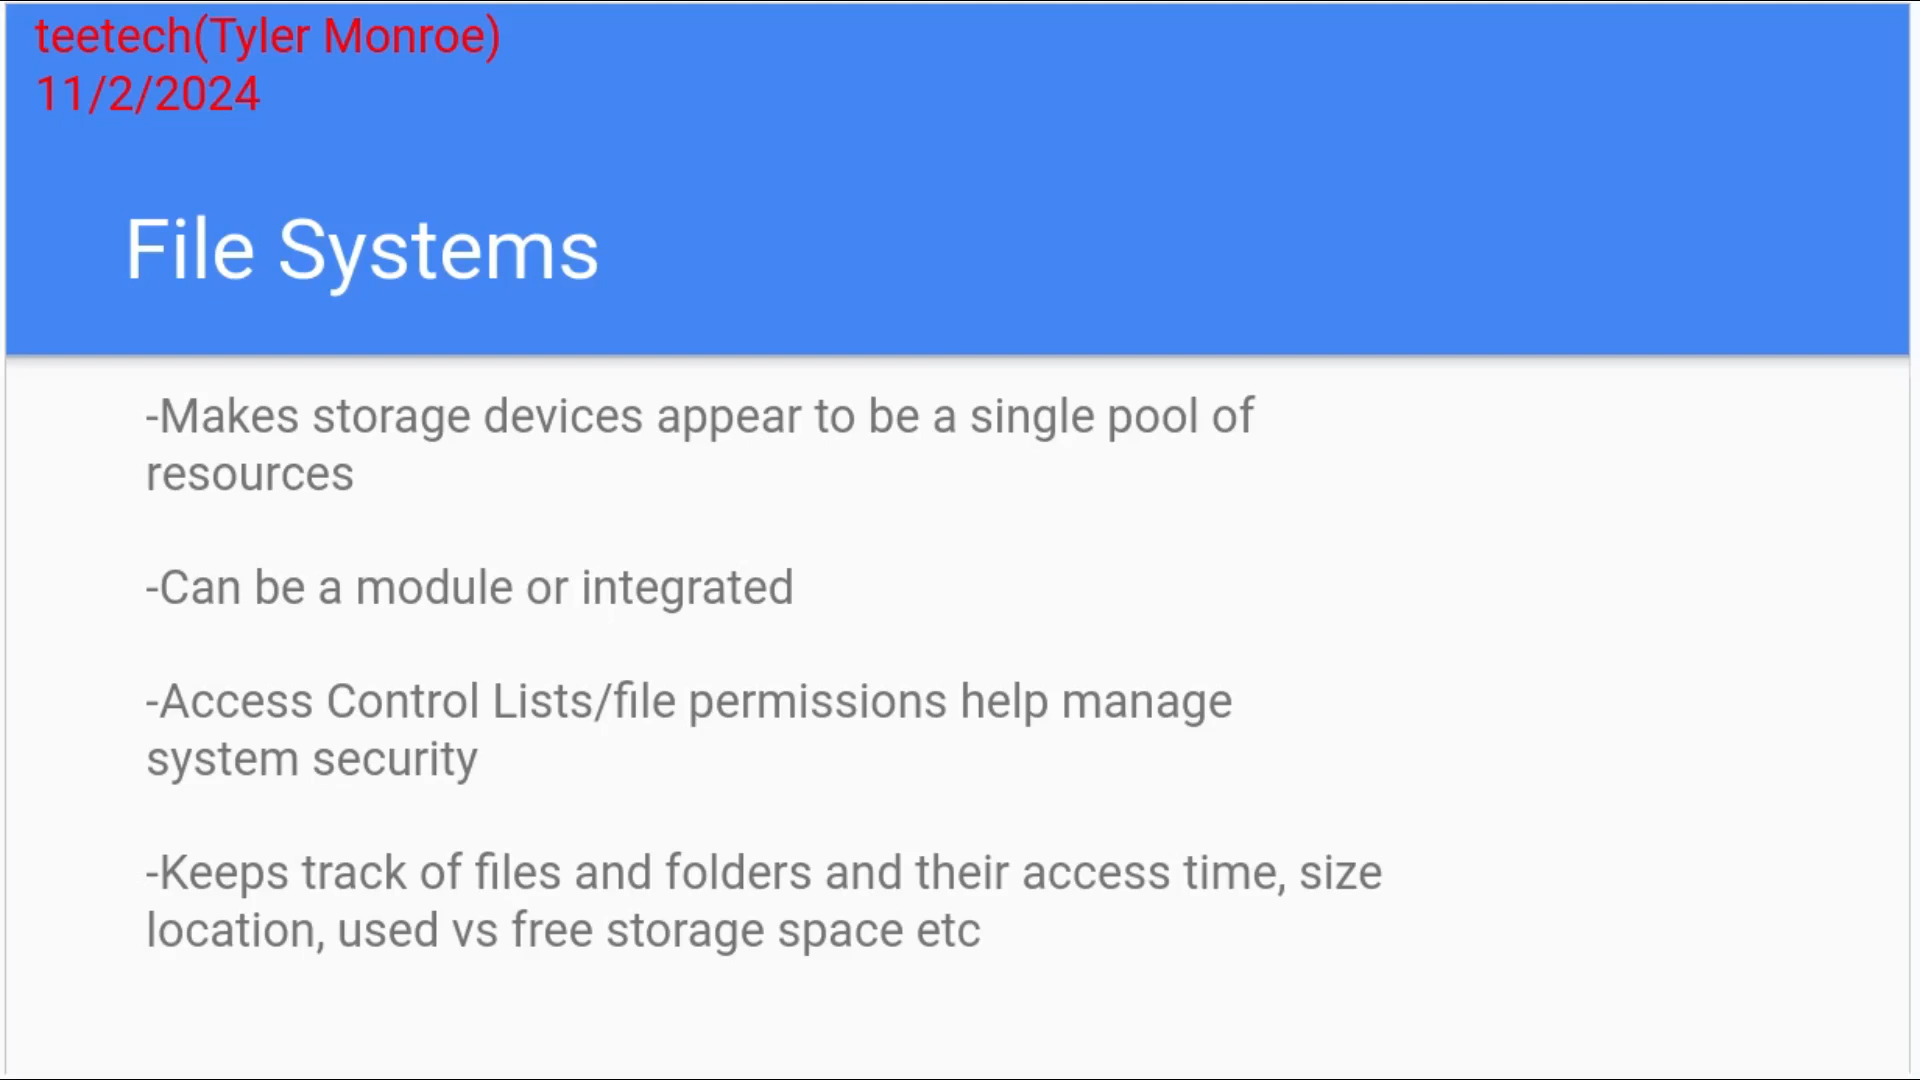 teetech(Tyler Monroe)
11/2/2024
File Systems
-Makes storage devices appear to be a single pool of
resources
-Can be a module or integrated
-Access Control Lists/file permissions help manage
system security
-Keeps track of files and folders and their access time, size
location, used vs free storage space etc